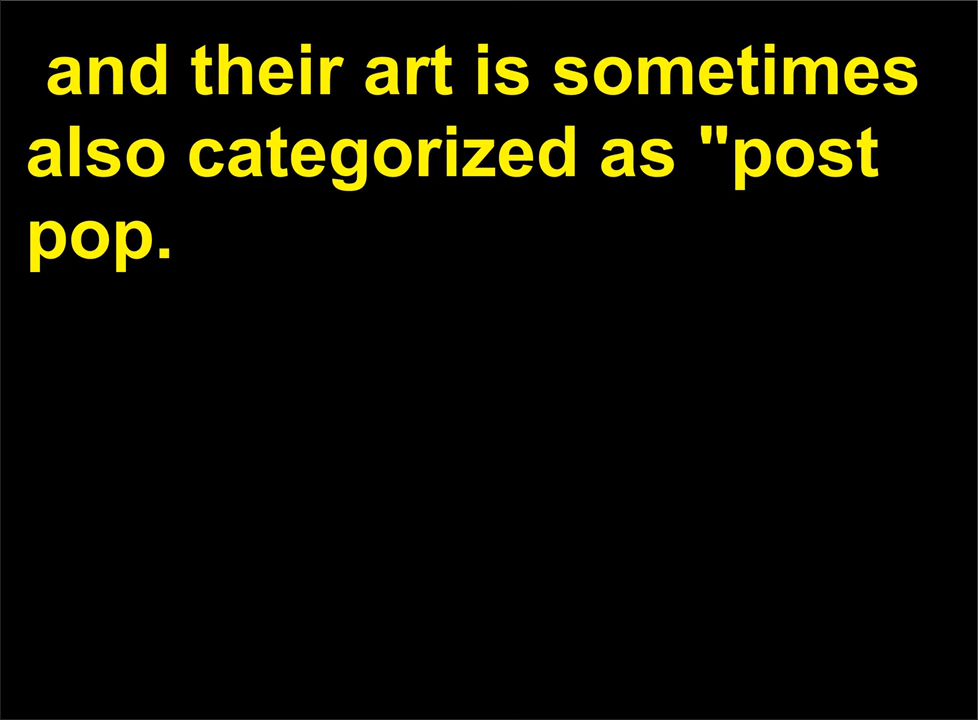 and their art is sometimes
also categorized as "post
pop.